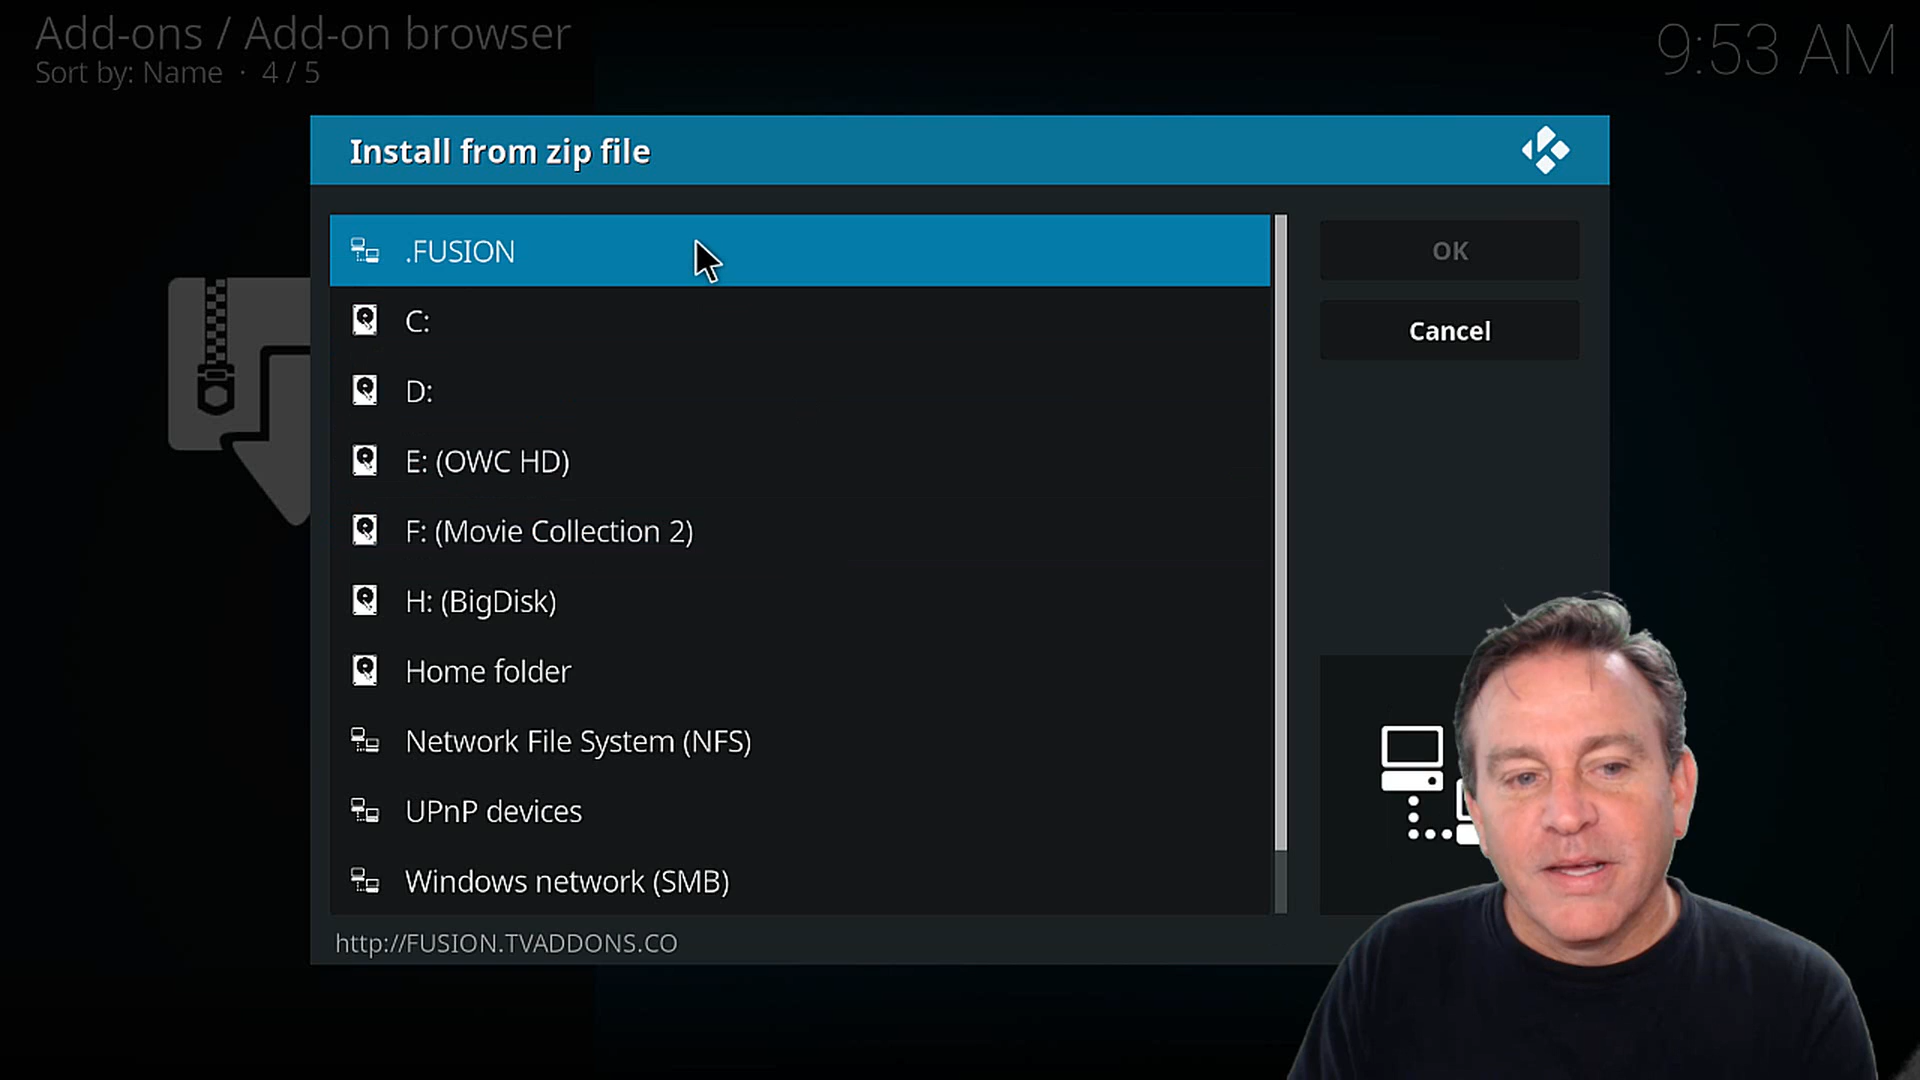 Add-ons / Add-on browser
Sort by: Name · 4 / 5
9:53 AM
Install from zip file
.FUSION
OK
C:
Cancel
D:
E: (OWC HD)
F: (Movie Collection 2)
H: (BigDisk)
Home folder
Network File System (NFS)
UPnP devices
Windows network (SMB)
http://FUSION.TVADDONS.CO